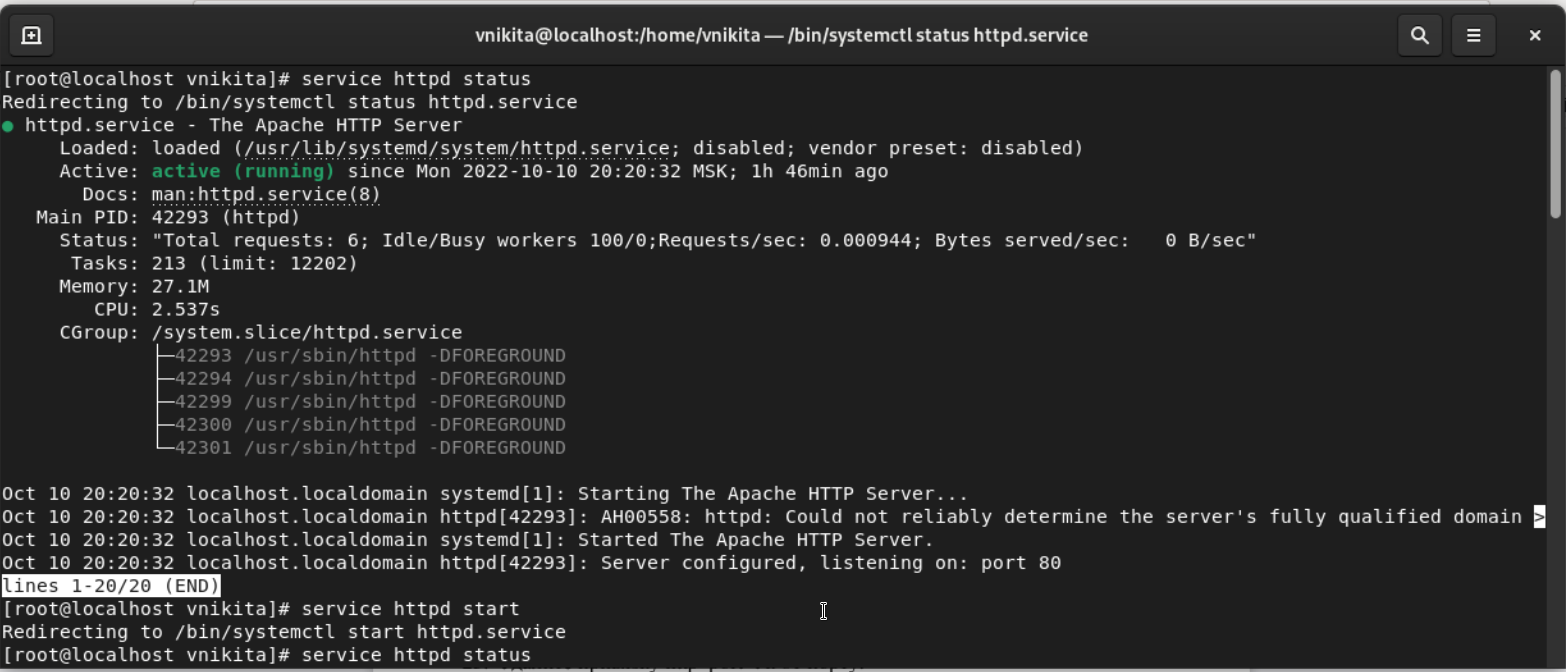 vnikita@localhost:/home/vnikita — /bin/systemctl status httpd.service
[root@localhost vnikita]# service httpd status
Redirecting to /bin/systemctl status httpd.service
● httpd.service - The Apache HTTP Server
     Loaded: loaded (/usr/lib/systemd/system/httpd.service; disabled; vendor preset: disabled)
     Active: active (running) since Mon 2022-10-10 20:20:32 MSK; 1h 46min ago
       Docs: man:httpd.service(8)
   Main PID: 42293 (httpd)
     Status: "Total requests: 6; Idle/Busy workers 100/0;Requests/sec: 0.000944; Bytes served/sec:   0 B/sec"
      Tasks: 213 (limit: 12202)
     Memory: 27.1M
        CPU: 2.537s
     CGroup: /system.slice/httpd.service
             ├─42293 /usr/sbin/httpd -DFOREGROUND
             ├─42294 /usr/sbin/httpd -DFOREGROUND
             ├─42299 /usr/sbin/httpd -DFOREGROUND
             ├─42300 /usr/sbin/httpd -DFOREGROUND
             └─42301 /usr/sbin/httpd -DFOREGROUND
Oct 10 20:20:32 localhost.localdomain systemd[1]: Starting The Apache HTTP Server...
Oct 10 20:20:32 localhost.localdomain httpd[42293]: AH00558: httpd: Could not reliably determine the server's fully qualified domain >
Oct 10 20:20:32 localhost.localdomain systemd[1]: Started The Apache HTTP Server.
Oct 10 20:20:32 localhost.localdomain httpd[42293]: Server configured, listening on: port 80
lines 1-20/20 (END)
[root@localhost vnikita]# service httpd start
Redirecting to /bin/systemctl start httpd.service
[root@localhost vnikita]# service httpd status